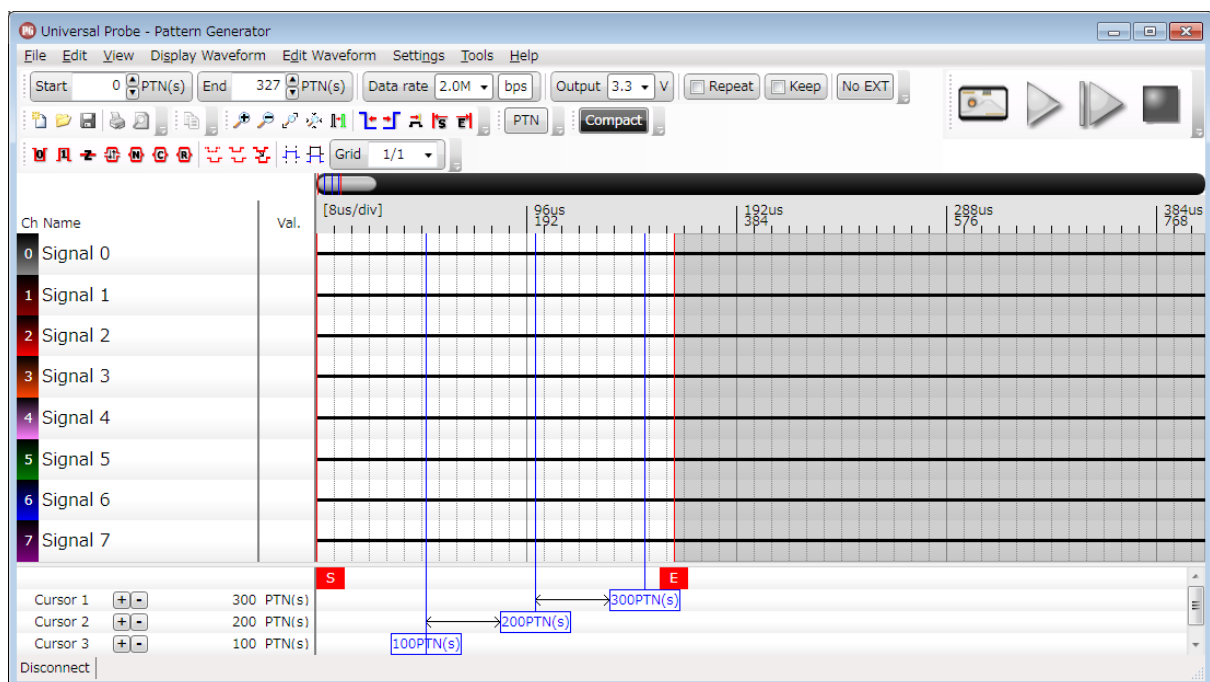 Universal Probe - Pattern Generator
File Edit View Display Waveform Edit Waveform Settings Tools Help
Start 0 PTN(s) End 327 PTN(s) Data rate 2.0M bps Output 3.3 V Repeat Keep No EXT
PTN Compact
Grid 1/1
Ch Name Val. [8us/div] 96us 192us 288us 384us
192 384 576 768
0 Signal 0
1 Signal 1
2 Signal 2
3 Signal 3
4 Signal 4
5 Signal 5
6 Signal 6
7 Signal 7
S E
Cursor 1 + - 300 PTN(s) 300PTN(s)
Cursor 2 + - 200 PTN(s) 200PTN(s)
Cursor 3 + - 100 PTN(s) 100PTN(s)
Disconnect